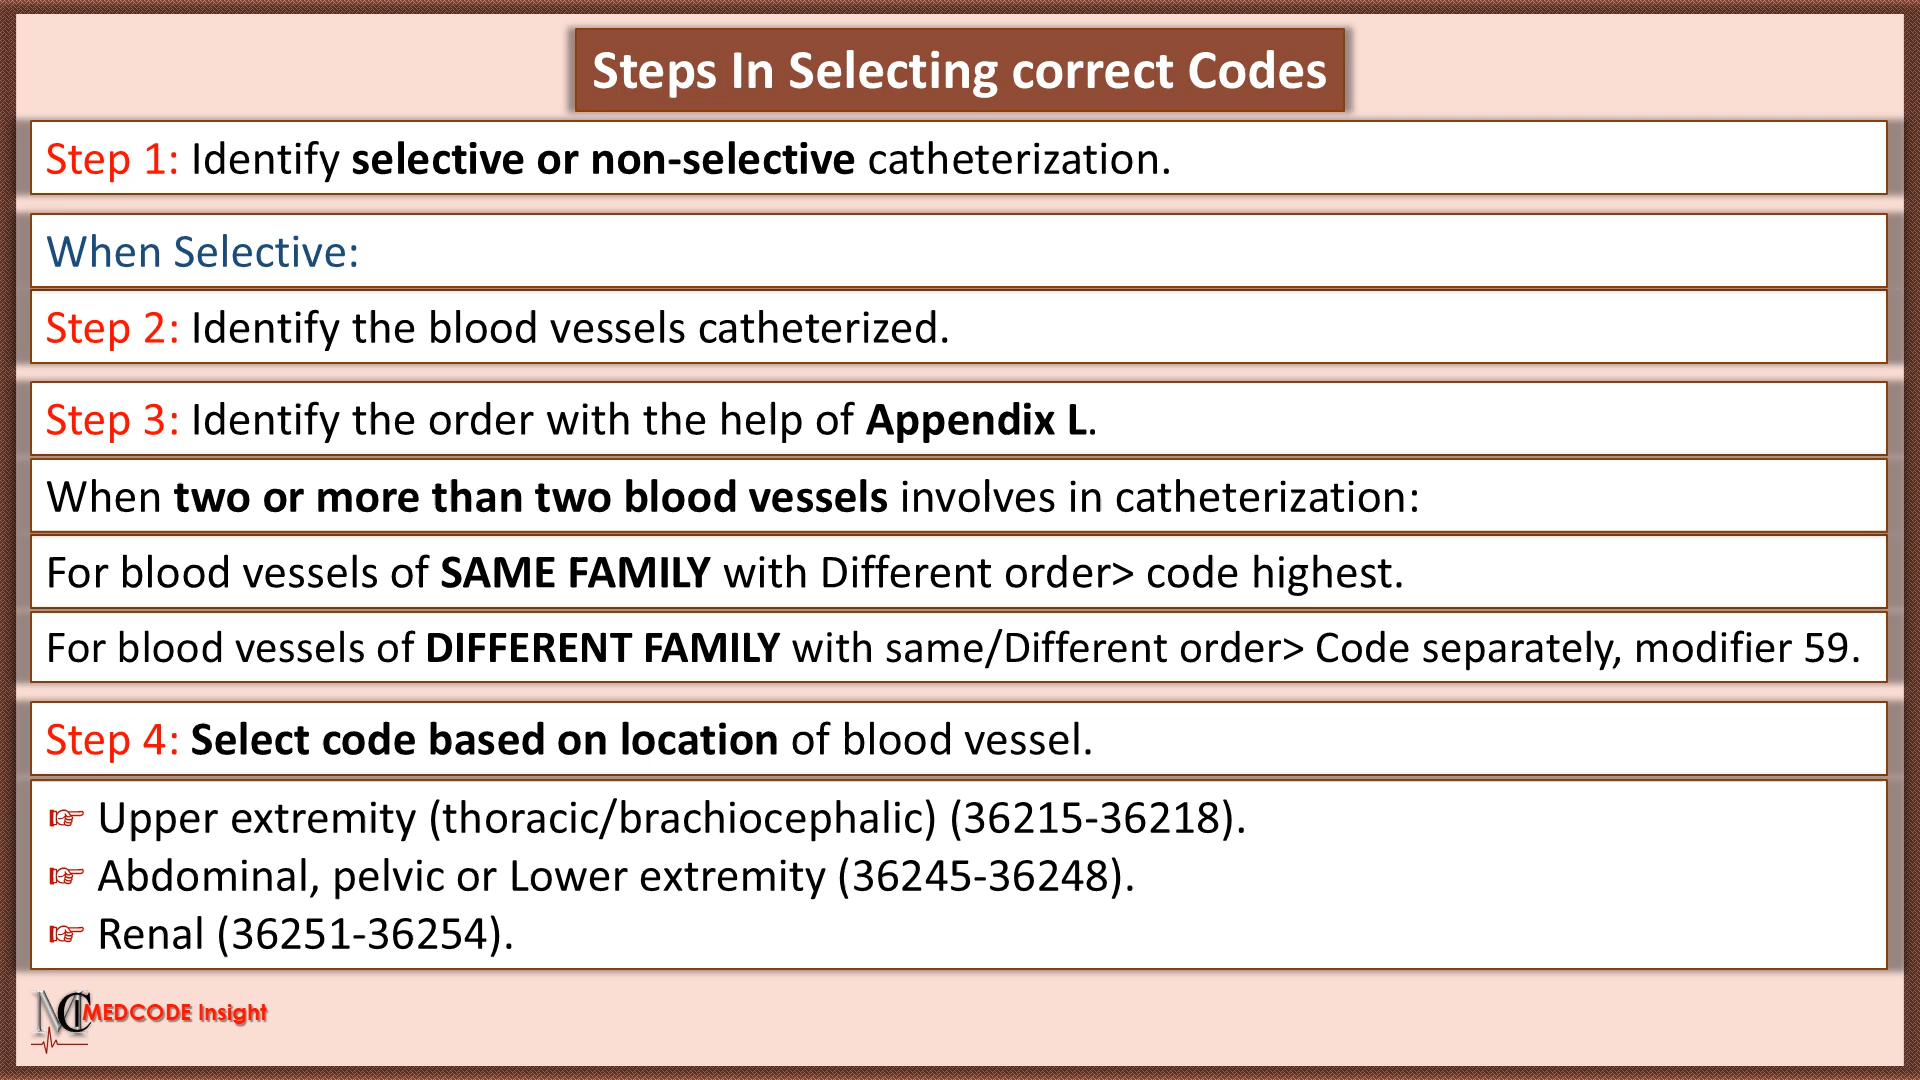 Steps In Selecting correct Codes
Step 1: Identify selective or non-selective catheterization.
When Selective:
Step 2: Identify the blood vessels catheterized.
Step 3: Identify the order with the help of Appendix L.
When two or more than two blood vessels involves in catheterization:
For blood vessels of SAME FAMILY with Different order> code highest.
For blood vessels of DIFFERENT FAMILY with same/Different order> Code separately, modifier 59.
Step 4: Select code based on location of blood vessel.
☞ Upper extremity (thoracic/brachiocephalic) (36215-36218).
☞ Abdominal, pelvic or Lower extremity (36245-36248).
☞ Renal (36251-36254).
MCI MEDCODE Insight